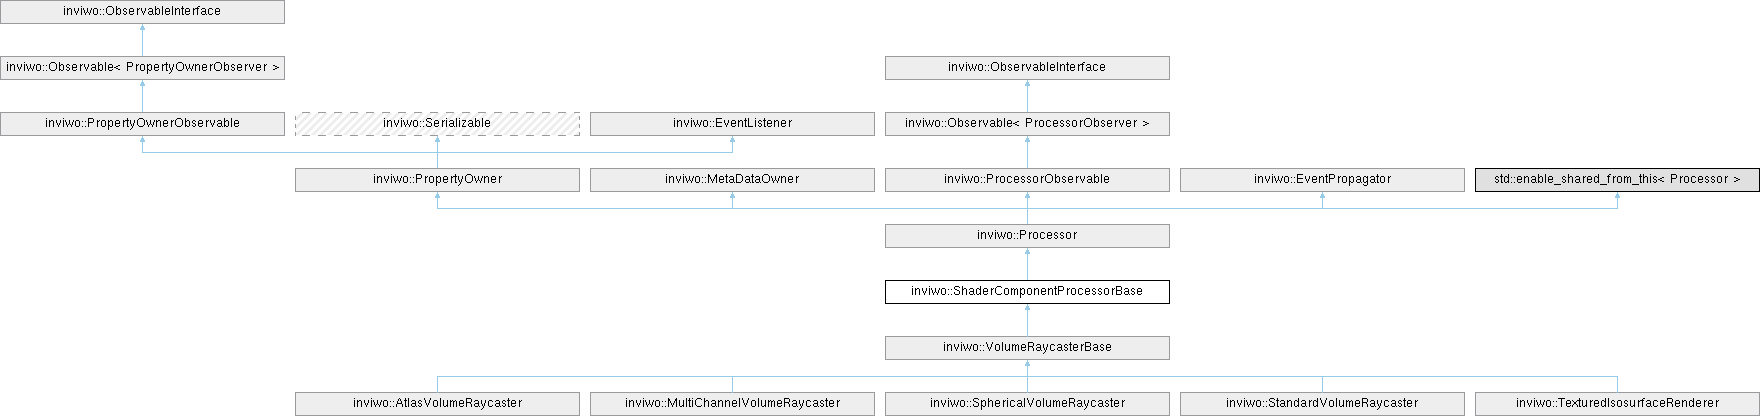 inviwo::ObservableInterface
inviwo::Observable< PropertyOwnerObserver >
inviwo::ObservableInterface
inviwo::PropertyOwnerObservable
inviwo::Serializable
inviwo::EventListener
inviwo::Observable< ProcessorObserver >
inviwo::PropertyOwner
inviwo::MetaDataOwner
inviwo::ProcessorObservable
inviwo::EventPropagator
std::enable_shared_from_this< Processor >
inviwo::Processor
inviwo::ShaderComponentProcessorBase
inviwo::VolumeRaycasterBase
inviwo::AtlasVolumeRaycaster
inviwo::MultiChannelVolumeRaycaster
inviwo::SphericalVolumeRaycaster
inviwo::StandardVolumeRaycaster
inviwo::TexturedIsosurfaceRenderer